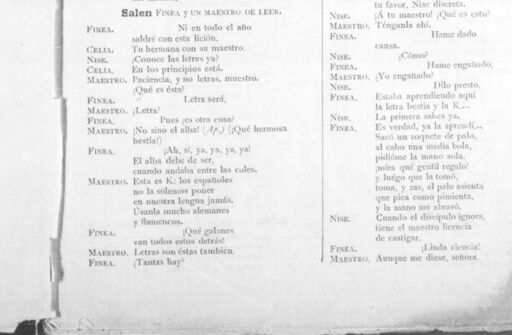 Salen FINEA y UN MAESTRO DE LEER.
FINEA. Ni en todo el año
saldré con esta lición.
CELIA. Tu hermana con su maestro.
NISE. ¿Conoce las letras ya?
CELIA. En los principios está.
MAESTRO. Paciencia, y no letras, muestro.
¿Qué es ésta?
FINEA. Letra será.
MAESTRO. ¿Letra?
FINEA. Pues ¿es otra cosa?
MAESTRO. ¡No sino el alba! (Ap.) (¡Qué hermosa
bestia!)
FINEA. ¡Ah, sí, ya, ya, ya, ya!
El alba debe de ser,
cuando andaba entre las coles.
MAESTRO. Esta es K: los españoles
no la solemos poner
en nuestra lengua jamás.
Úsanla mucho alemanes
y flamencos.
FINEA. ¡Qué galanes
van todos estos detrás!
MAESTRO. Letras son éstas también.
FINEA. ¿Tantas hay?
tu favor, Nise discreta.
NISE. ¡Á tu maestro! ¡Qué es esto?
MAESTRO. Ténganla ahí.
FINEA. Hame dado
causa.
NISE. ¿Cómo?
FINEA. Hame engañado.
MAESTRO. ¿Yo engañado?
NISE. Dilo presto.
FINEA. Estaba aprendiendo aquí
la letra bestia y la K...
NISE. La primera sabes ya.
FINEA. Es verdad, ya la aprendí...
Sacó un zoquete de palo,
al cabo una media bola,
pidióme la mano sola,
¡mira qué gentil regalo!
y luégo que la tomó,
toma, y zas, el palo asienta
que pica como pimienta,
y la mano me abrasó.
NISE. Cuando el discípulo ignora,
tiene el maestro licencia
de castigar.
FINEA. ¡Linda ciencia!
MAESTRO. Aunque me diese, señora,